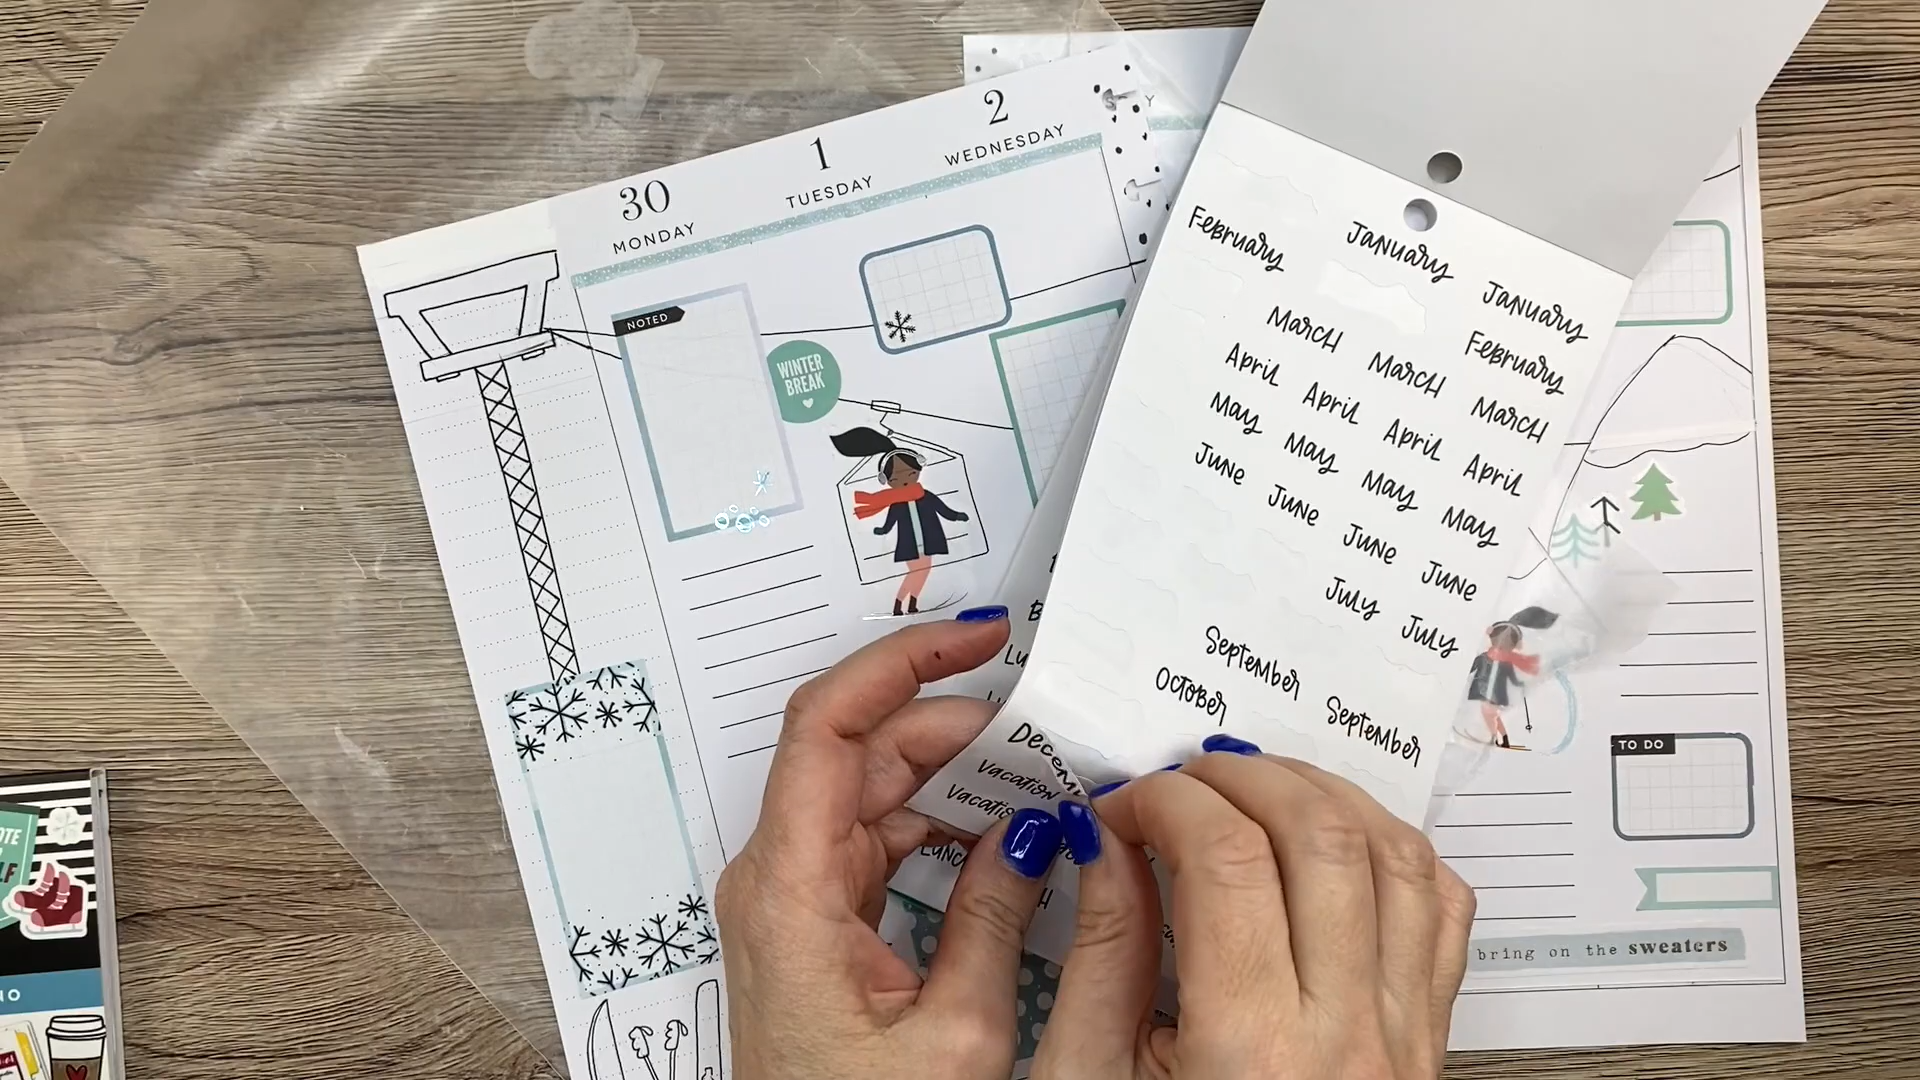 30
MONDAY
1
TUESDAY
2
WEDNESDAY
NOTED
WINTER
BREAK
February
January
January
February
March
March
March
April
April
April
April
May
May
May
May
June
June
June
June
July
July
September
September
October
Vacation
TO DO
bring on the sweaters